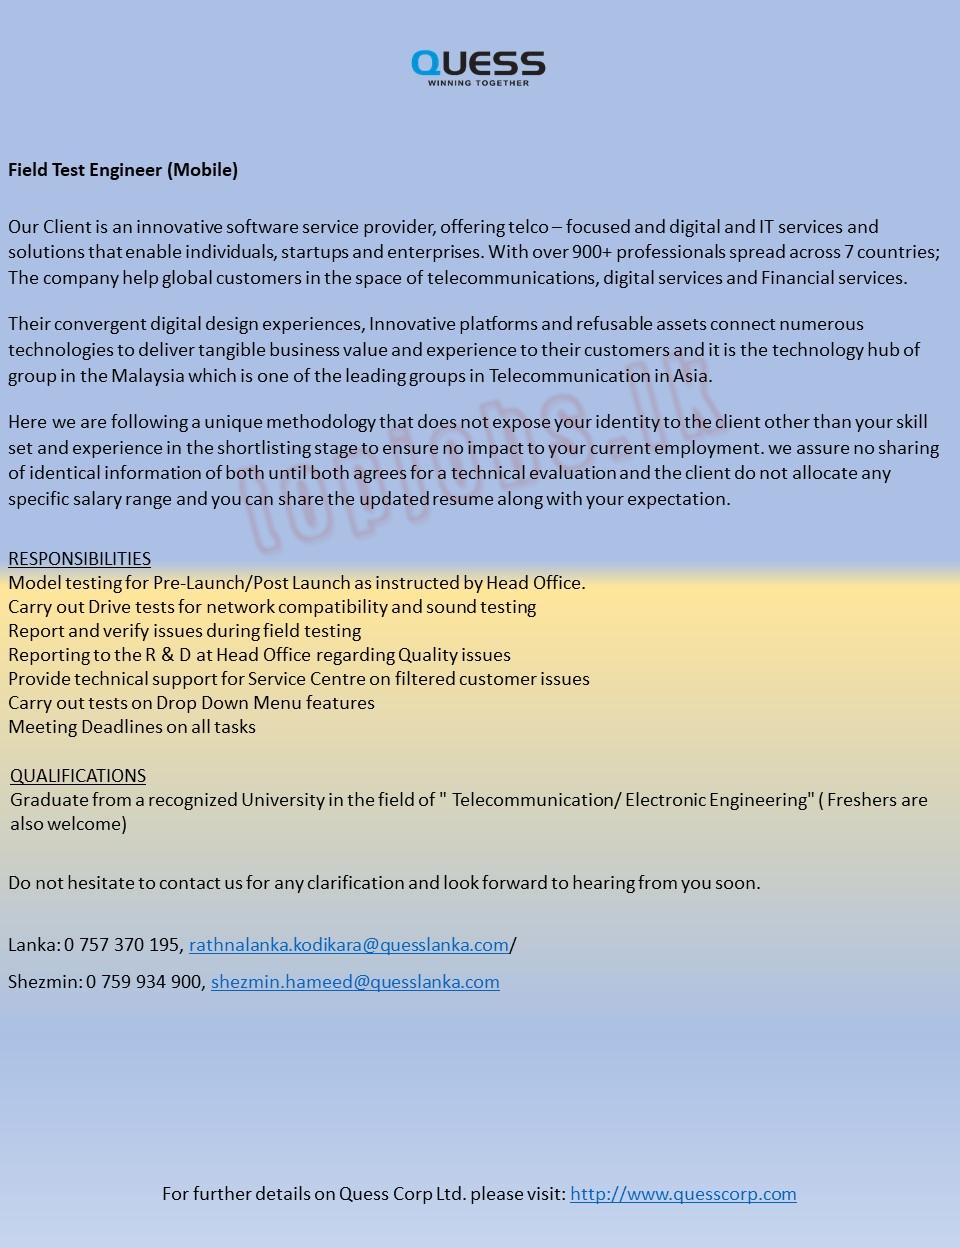 QUESS
WINNING TOGETHER
Field Test Engineer (Mobile)
Our Client is an innovative software service provider, offering telco – focused and digital and IT services and
solutions that enable individuals, startups and enterprises. With over 900+ professionals spread across 7 countries;
The company help global customers in the space of telecommunications, digital services and Financial services.
Their convergent digital design experiences, Innovative platforms and refusable assets connect numerous
technologies to deliver tangible business value and experience to their customers and it is the technology hub of
group in the Malaysia which is one of the leading groups in Telecommunication in Asia.
Here we are following a unique methodology that does not expose your identity to the client other than your skill
set and experience in the shortlisting stage to ensure no impact to your current employment. we assure no sharing
of identical information of both until both agrees for a technical evaluation and the client do not allocate any
specific salary range and you can share the updated resume along with your expectation.
topjobs.lk
RESPONSIBILITIES
Model testing for Pre-Launch/Post Launch as instructed by Head Office.
Carry out Drive tests for network compatibility and sound testing
Report and verify issues during field testing
Reporting to the R & D at Head Office regarding Quality issues
Provide technical support for Service Centre on filtered customer issues
Carry out tests on Drop Down Menu features
Meeting Deadlines on all tasks
QUALIFICATIONS
Graduate from a recognized University in the field of " Telecommunication/ Electronic Engineering" ( Freshers are
also welcome)
Do not hesitate to contact us for any clarification and look forward to hearing from you soon.
Lanka: 0 757 370 195, rathnalanka.kodikara@quesslanka.com/
Shezmin: 0 759 934 900, shezmin.hameed@quesslanka.com
For further details on Quess Corp Ltd. please visit: http://www.quesscorp.com